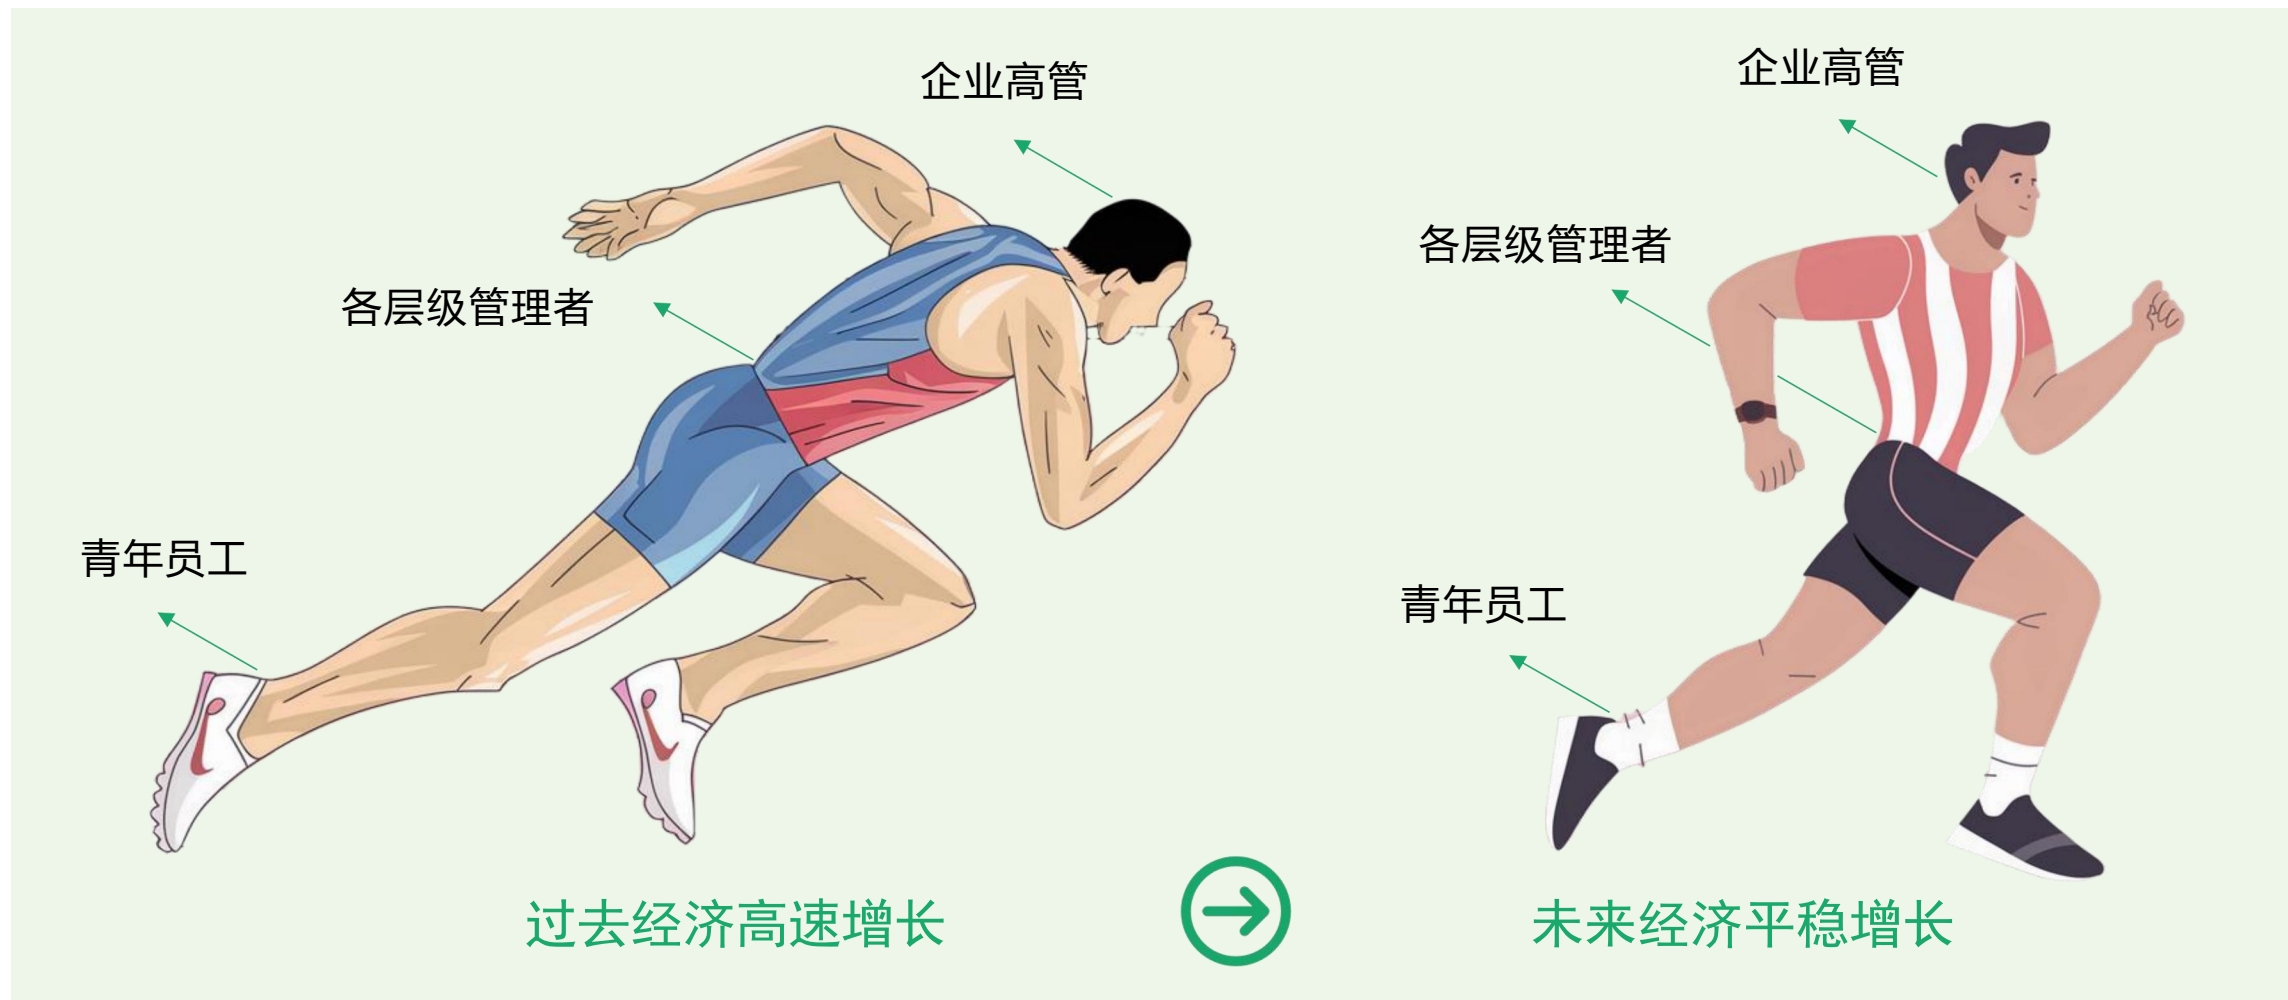 企业高管
各层级管理者
青年员工
过去经济高速增长
企业高管
各层级管理者
青年员工
未来经济平稳增长